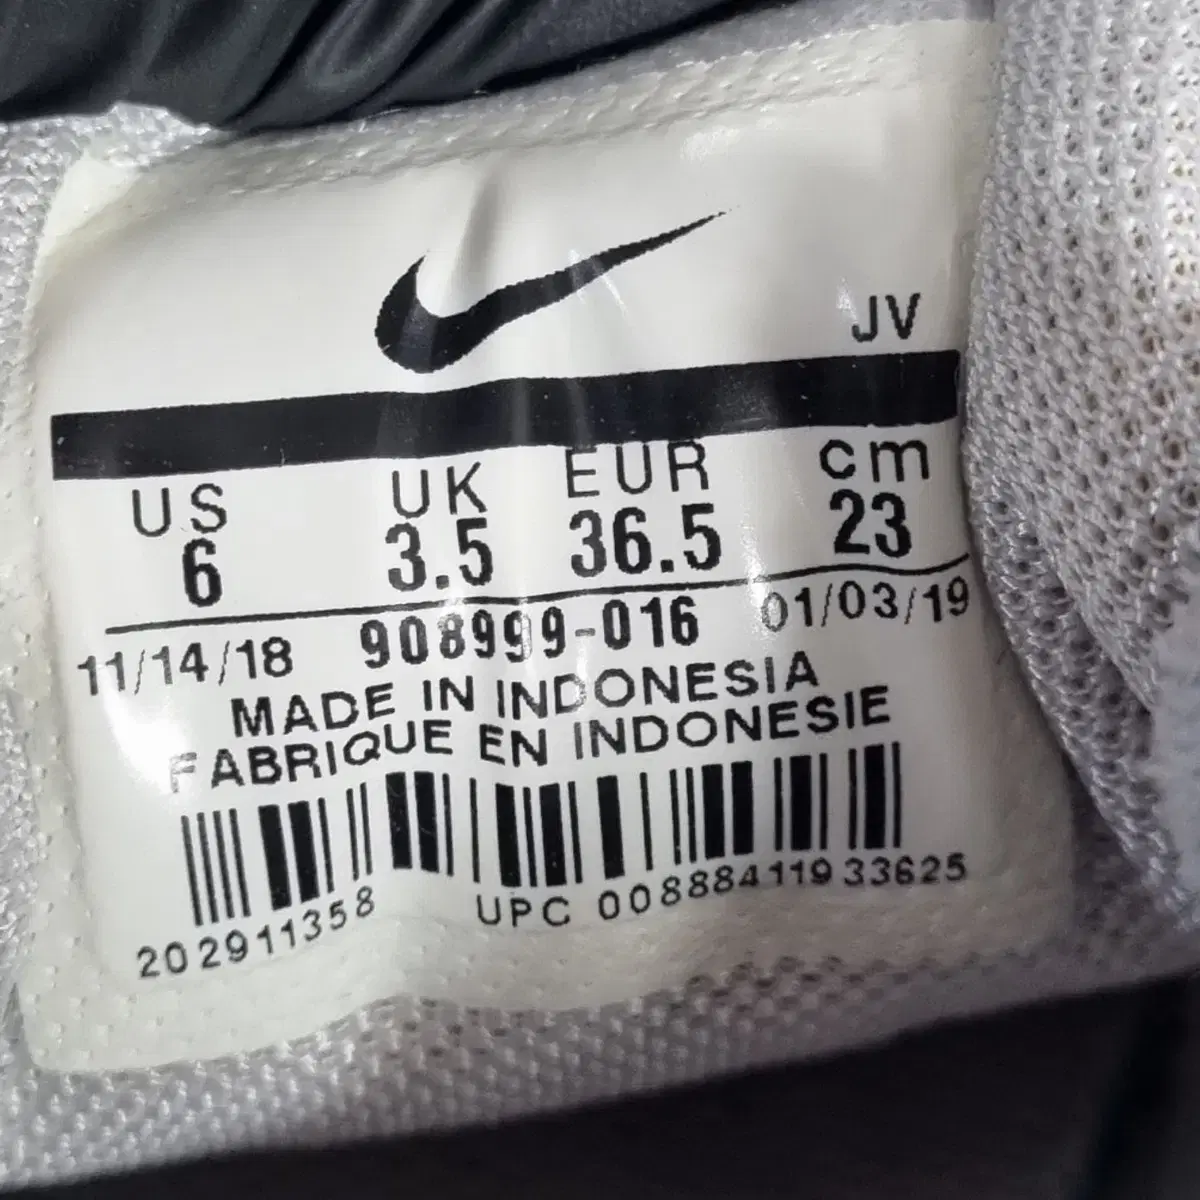 JV
US UK EUR cm
6 3.5 36.5 23
11/14/18 908999-016 01/03/19
MADE IN INDONESIA
FABRIQUE EN INDONESIE
202911358 UPC 00888411933625